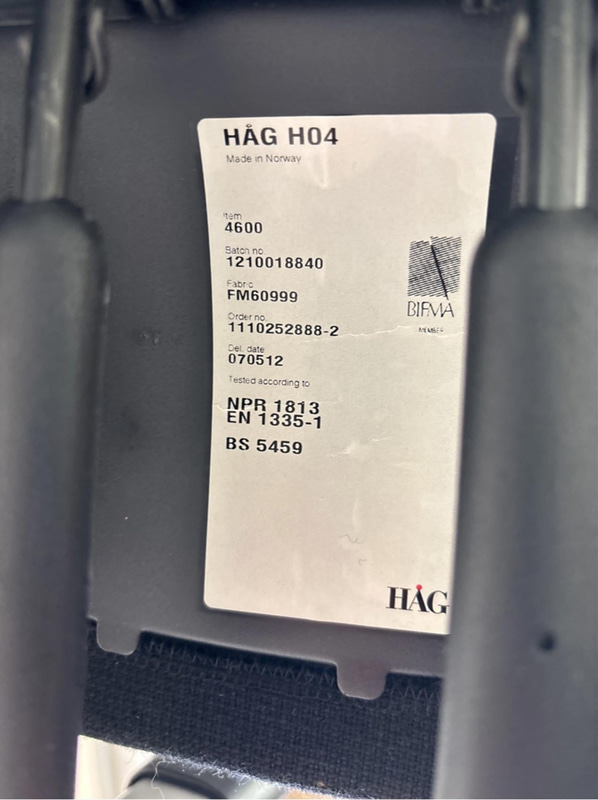 HÅG H04
Made in Norway
Item
4600
Batch no
1210018840
Fabric
FM60999
Order no.
1110252888-2
Del. date
070512
Tested according to
NPR 1813
EN 1335-1
BS 5459
BIFMA
MEMBER
HÅG